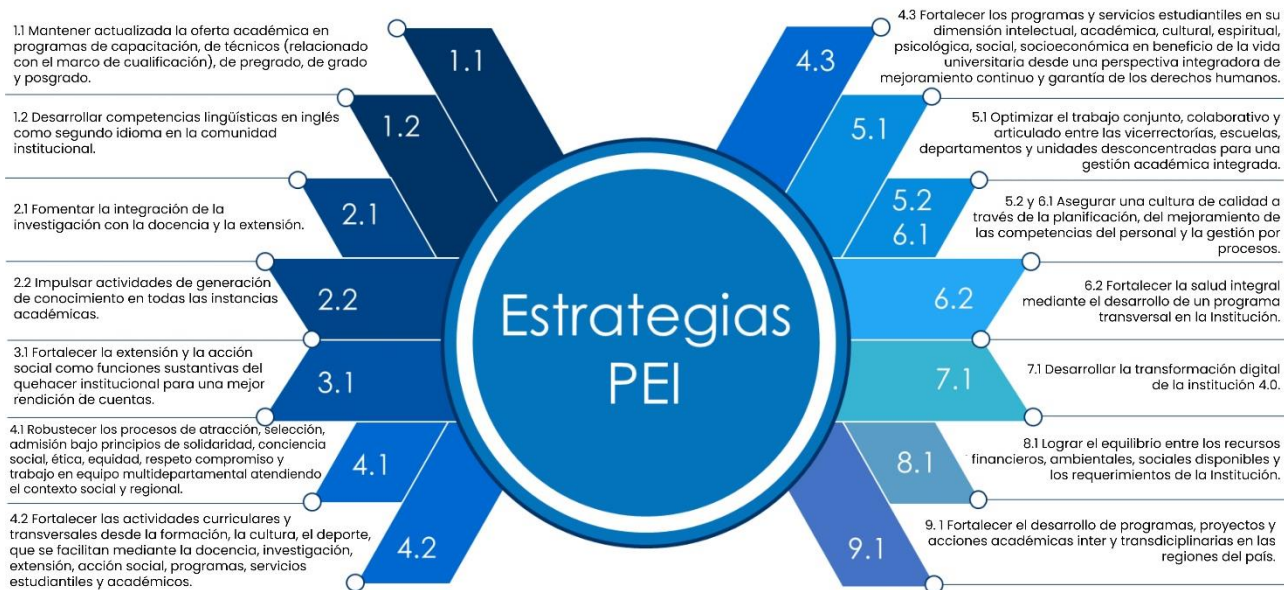 1.1 Mantener actualizada la oferta académica en
programas de capacitación, de técnicos (relacionado
con el marco de cualificación), de pregrado, de grado
y posgrado.
1.2 Desarrollar competencias lingüísticas en inglés
como segundo idioma en la comunidad
institucional.
2.1 Fomentar la integración de la
investigación con la docencia y la extensión.
2.2 Impulsar actividades de generación
de conocimiento en todas las instancias
académicas.
3.1 Fortalecer la extensión y la acción
social como funciones sustantivas del
quehacer institucional para una mejor
rendición de cuentas.
4.1 Robustecer los procesos de atracción, selección,
admisión bajo principios de solidaridad, conciencia
social, ética, equidad, respeto compromiso y
trabajo en equipo multidepartamental atendiendo
el contexto social y regional.
4.2 Fortalecer las actividades curriculares y
transversales desde la formación, la cultura, el deporte,
que se facilitan mediante la docencia, investigación,
extensión, acción social, programas, servicios
estudiantiles y académicos.
1.1
1.2
2.1
2.2
3.1
4.1
4.2
Estrategias
PEI
4.3
5.1
5.2
6.1
6.2
7.1
8.1
9.1
4.3 Fortalecer los programas y servicios estudiantiles en su
dimensión intelectual, académica, cultural, espiritual,
psicológica, social, socioeconómica en beneficio de la vida
universitaria desde una perspectiva integradora de
mejoramiento continuo y garantía de los derechos humanos.
5.1 Optimizar el trabajo conjunto, colaborativo y
articulado entre las vicerrectorías, escuelas,
departamentos y unidades desconcentradas para una
gestión académica integrada.
5.2 y 6.1 Asegurar una cultura de calidad a
través de la planificación, del mejoramiento de
las competencias del personal y la gestión por
procesos.
6.2 Fortalecer la salud integral
mediante el desarrollo de un programa
transversal en la Institución.
7.1 Desarrollar la transformación digital
de la institución 4.0.
8.1 Lograr el equilibrio entre los recursos
financieros, ambientales, sociales disponibles y
los requerimientos de la Institución.
9. 1 Fortalecer el desarrollo de programas, proyectos y
acciones académicas inter y transdiciplinarias en las
regiones del país.